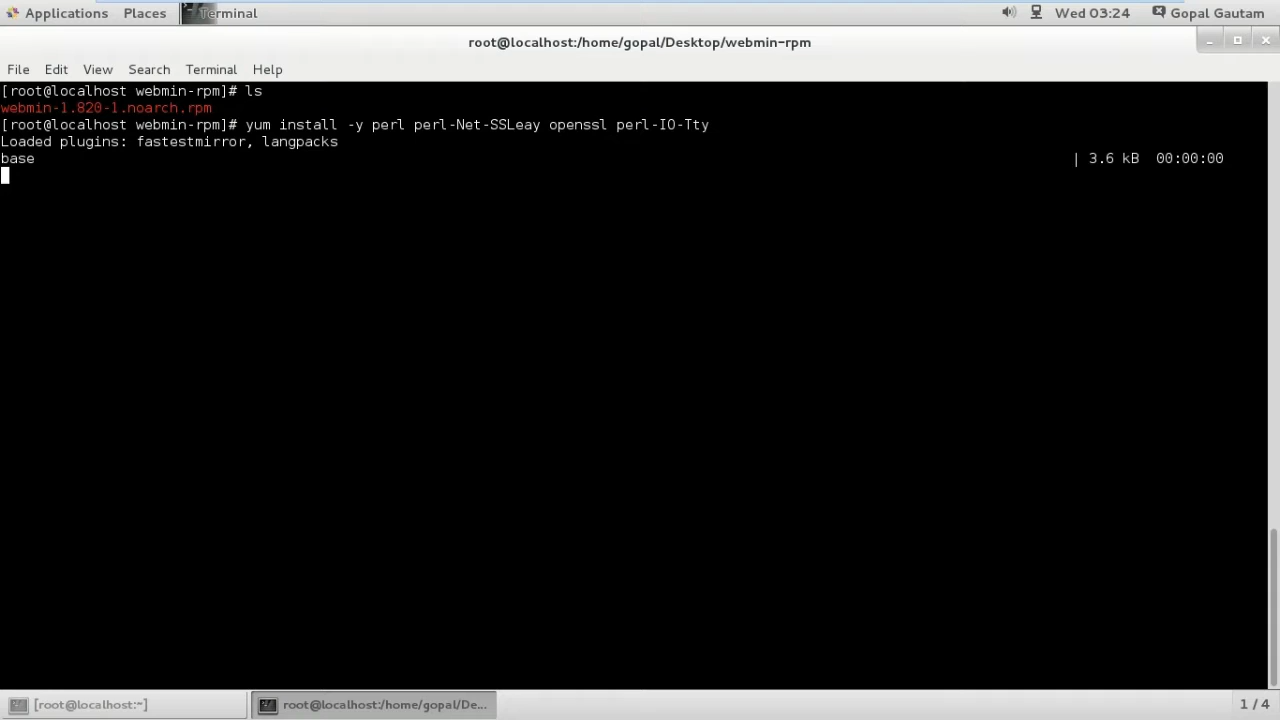 Applications Places Terminal Wed 03:24 Gopal Gautam
root@localhost:/home/gopal/Desktop/webmin-rpm
File Edit View Search Terminal Help
[root@localhost webmin-rpm]# ls
webmin-1.820-1.noarch.rpm
[root@localhost webmin-rpm]# yum install -y perl perl-Net-SSLeay openssl perl-IO-Tty
Loaded plugins: fastestmirror, langpacks
base | 3.6 kB 00:00:00
[root@localhost:~] root@localhost:/home/gopal/De... 1 / 4